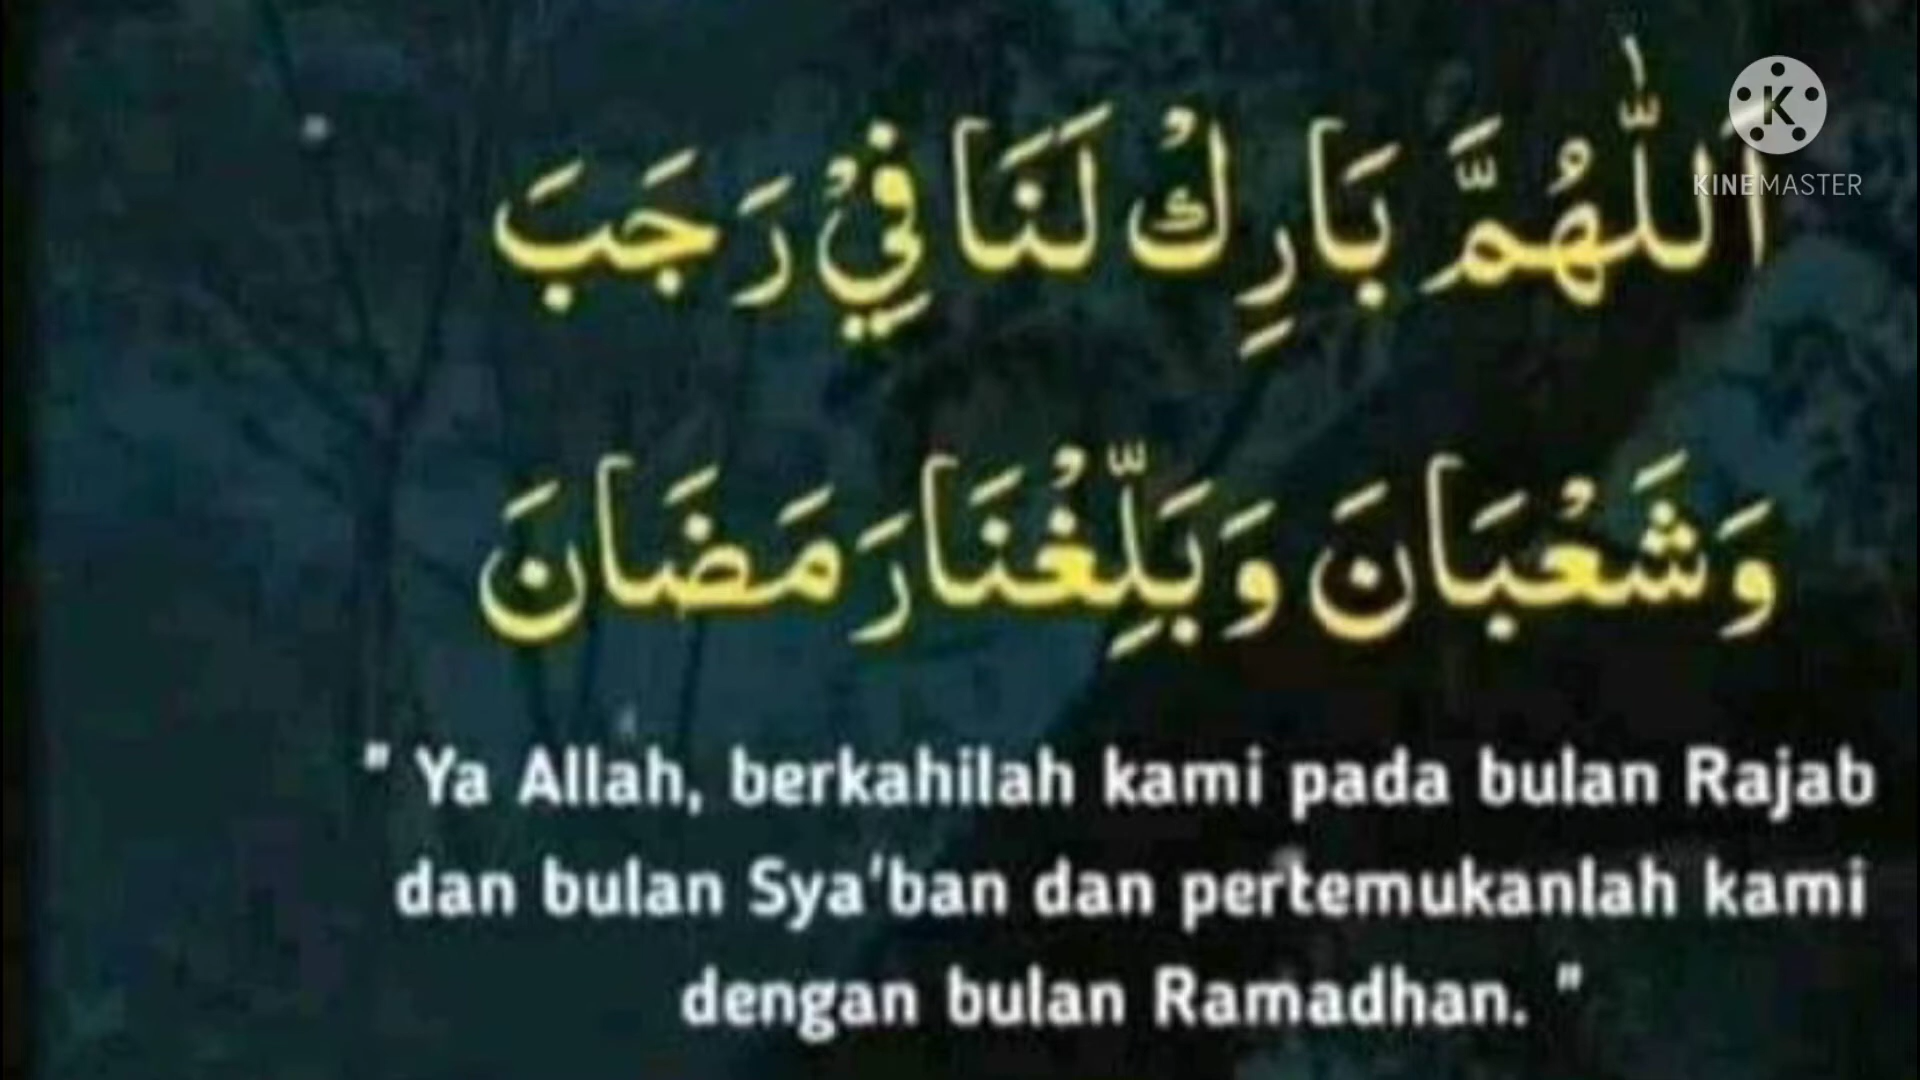 اَللّٰهُمَّ بَارِكْ لَنَا فِيْ رَجَبَ
وَشَعْبَانَ وَبَلِّغْنَا رَمَضَانَ
" Ya Allah, berkahilah kami pada bulan Rajab
dan bulan Sya'ban dan pertemukanlah kami
dengan bulan Ramadhan. "
K
KINEMASTER